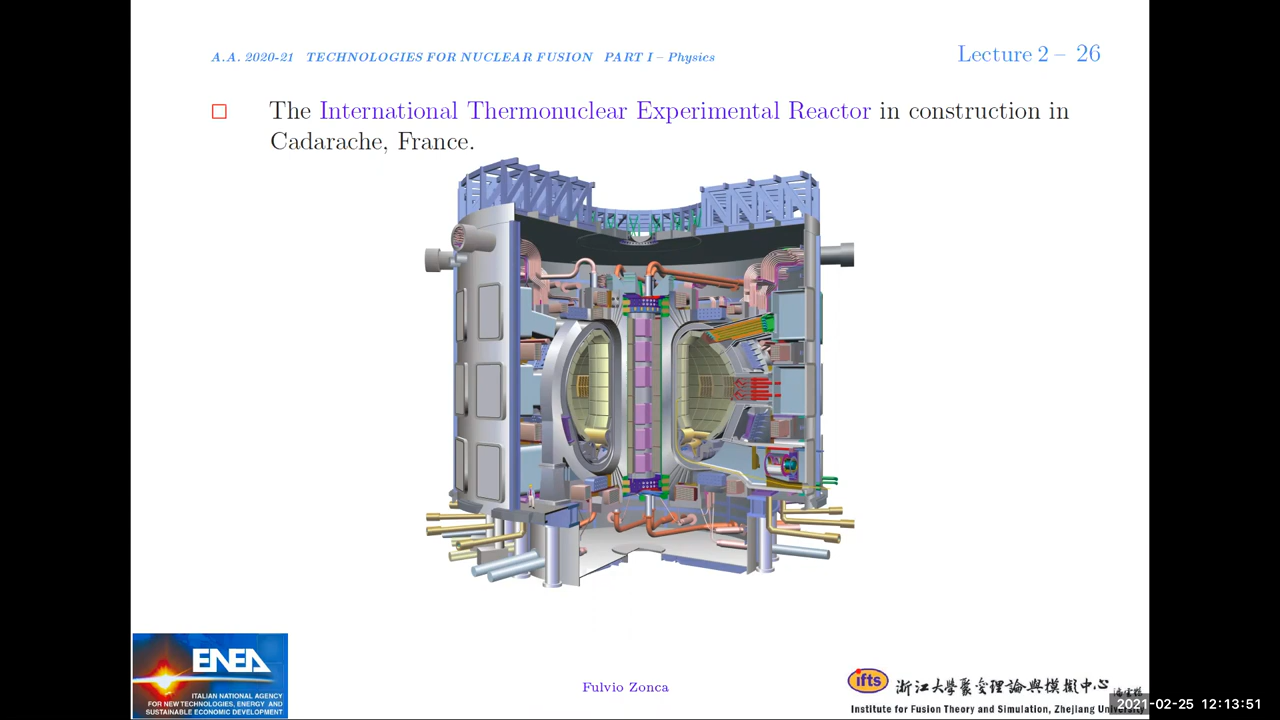 A.A. 2020-21 TECHNOLOGIES FOR NUCLEAR FUSION PART I – Physics
Lecture 2 – 26
The International Thermonuclear Experimental Reactor in construction in
Cadarache, France.
ENEA
ITALIAN NATIONAL AGENCY
FOR NEW TECHNOLOGIES, ENERGY AND
SUSTAINABLE ECONOMIC DEVELOPMENT
Fulvio Zonca
ifts
浙江大學聚变理論與模擬中心
Institute for Fusion Theory and Simulation, Zhejiang University
2021-02-25 12:13:51